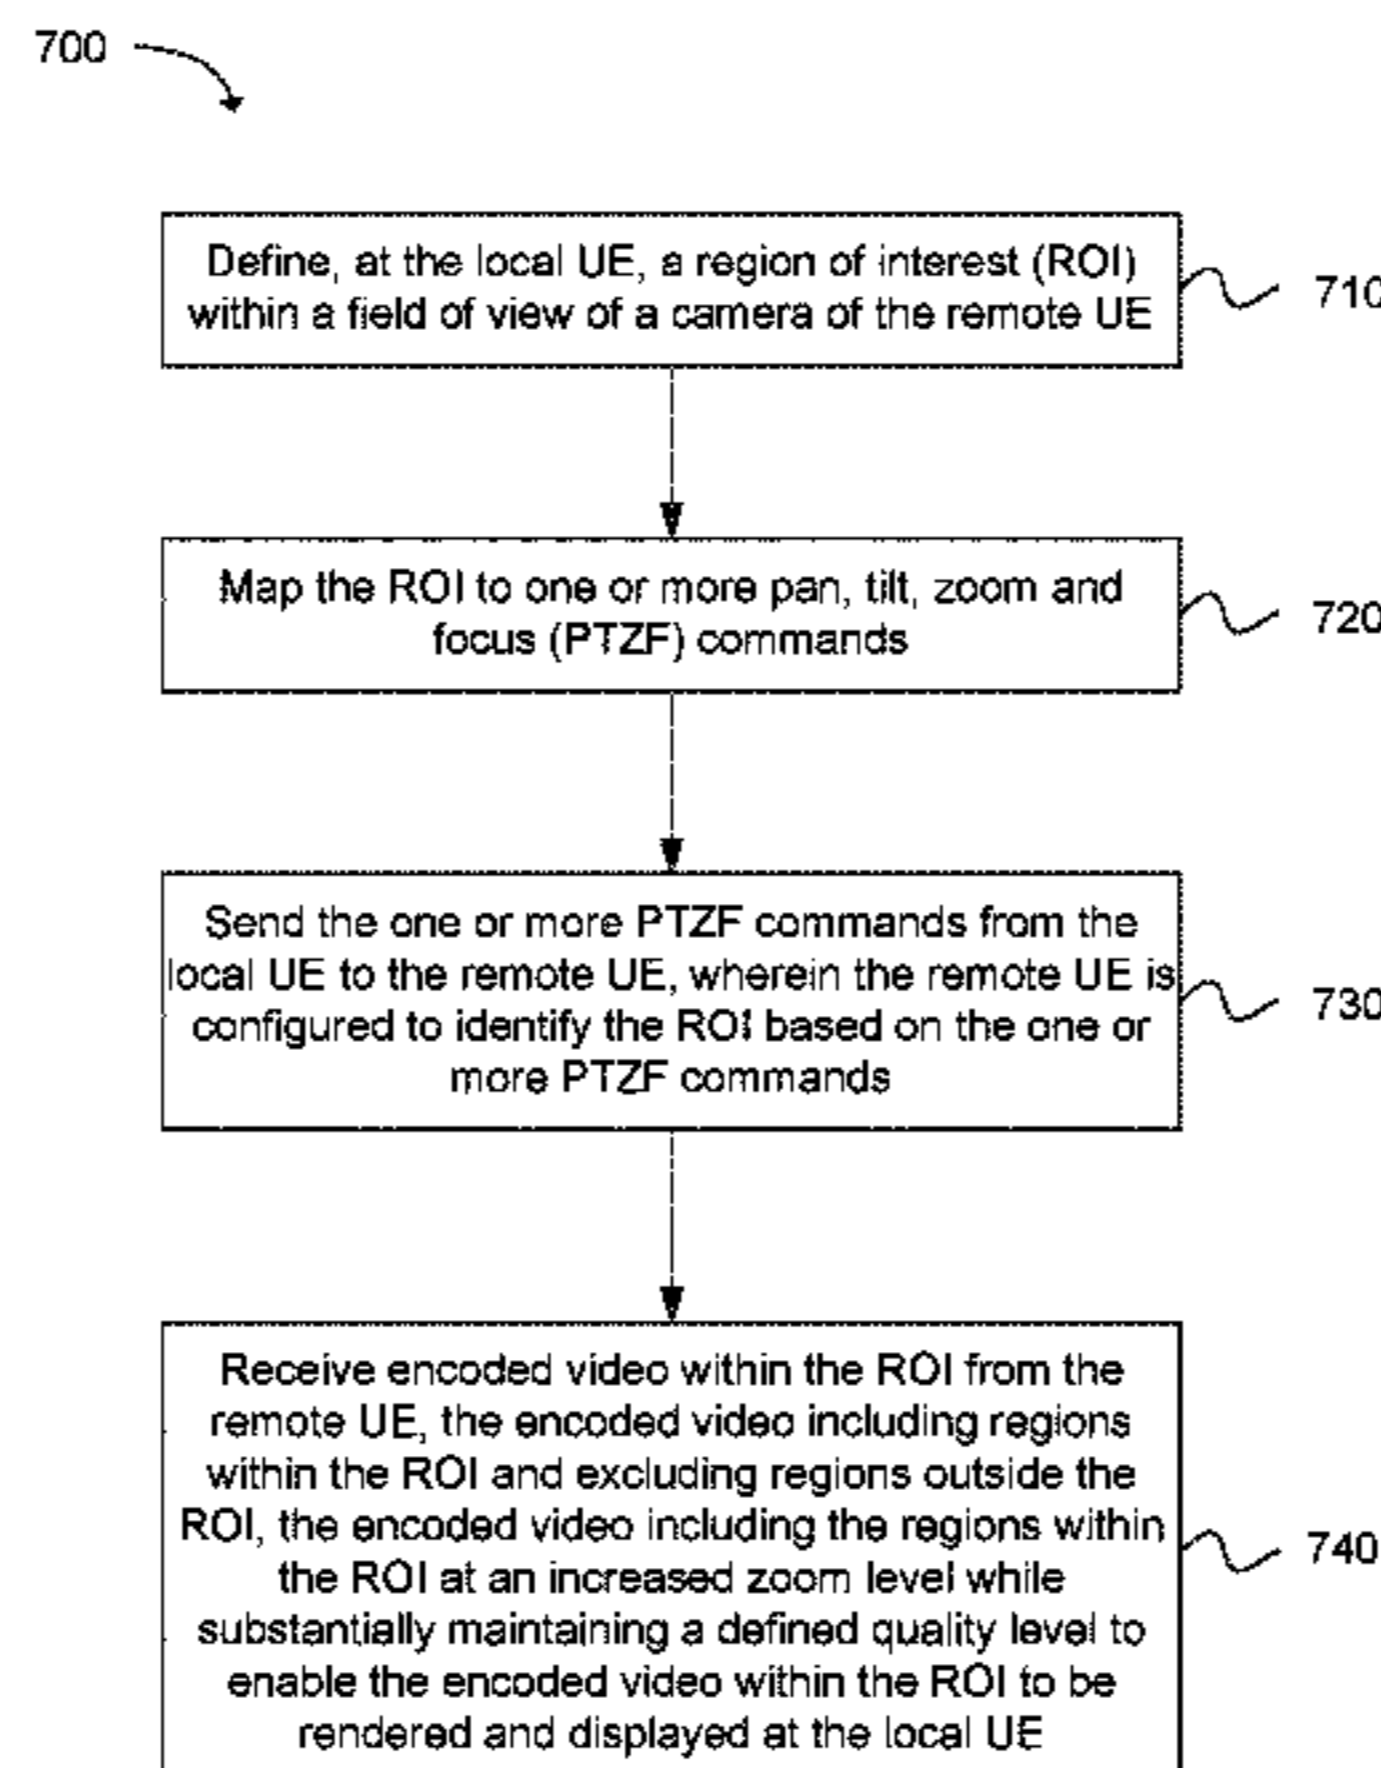 700
Define, at the local UE, a region of interest (ROI)
within a field of view of a camera of the remote UE
710
Map the ROI to one or more pan, tilt, zoom and
focus (PTZF) commands
720
Send the one or more PTZF commands from the
local UE to the remote UE, wherein the remote UE is
configured to identify the ROI based on the one or
more PTZF commands
730
Receive encoded video within the ROI from the
remote UE, the encoded video including regions
within the ROI and excluding regions outside the
ROI, the encoded video including the regions within
the ROI at an increased zoom level while
substantially maintaining a defined quality level to
enable the encoded video within the ROI to be
rendered and displayed at the local UE
740